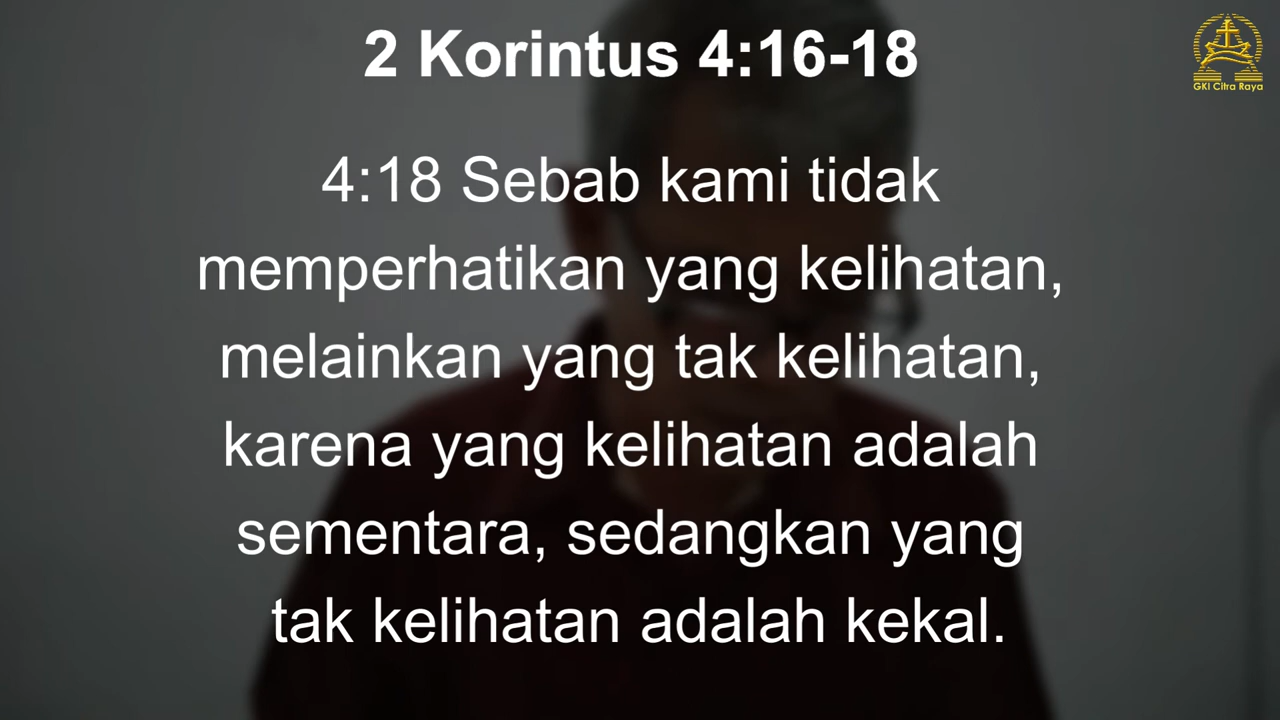 2 Korintus 4:16-18
GKI Citra Raya
4:18 Sebab kami tidak
memperhatikan yang kelihatan,
melainkan yang tak kelihatan,
karena yang kelihatan adalah
sementara, sedangkan yang
tak kelihatan adalah kekal.